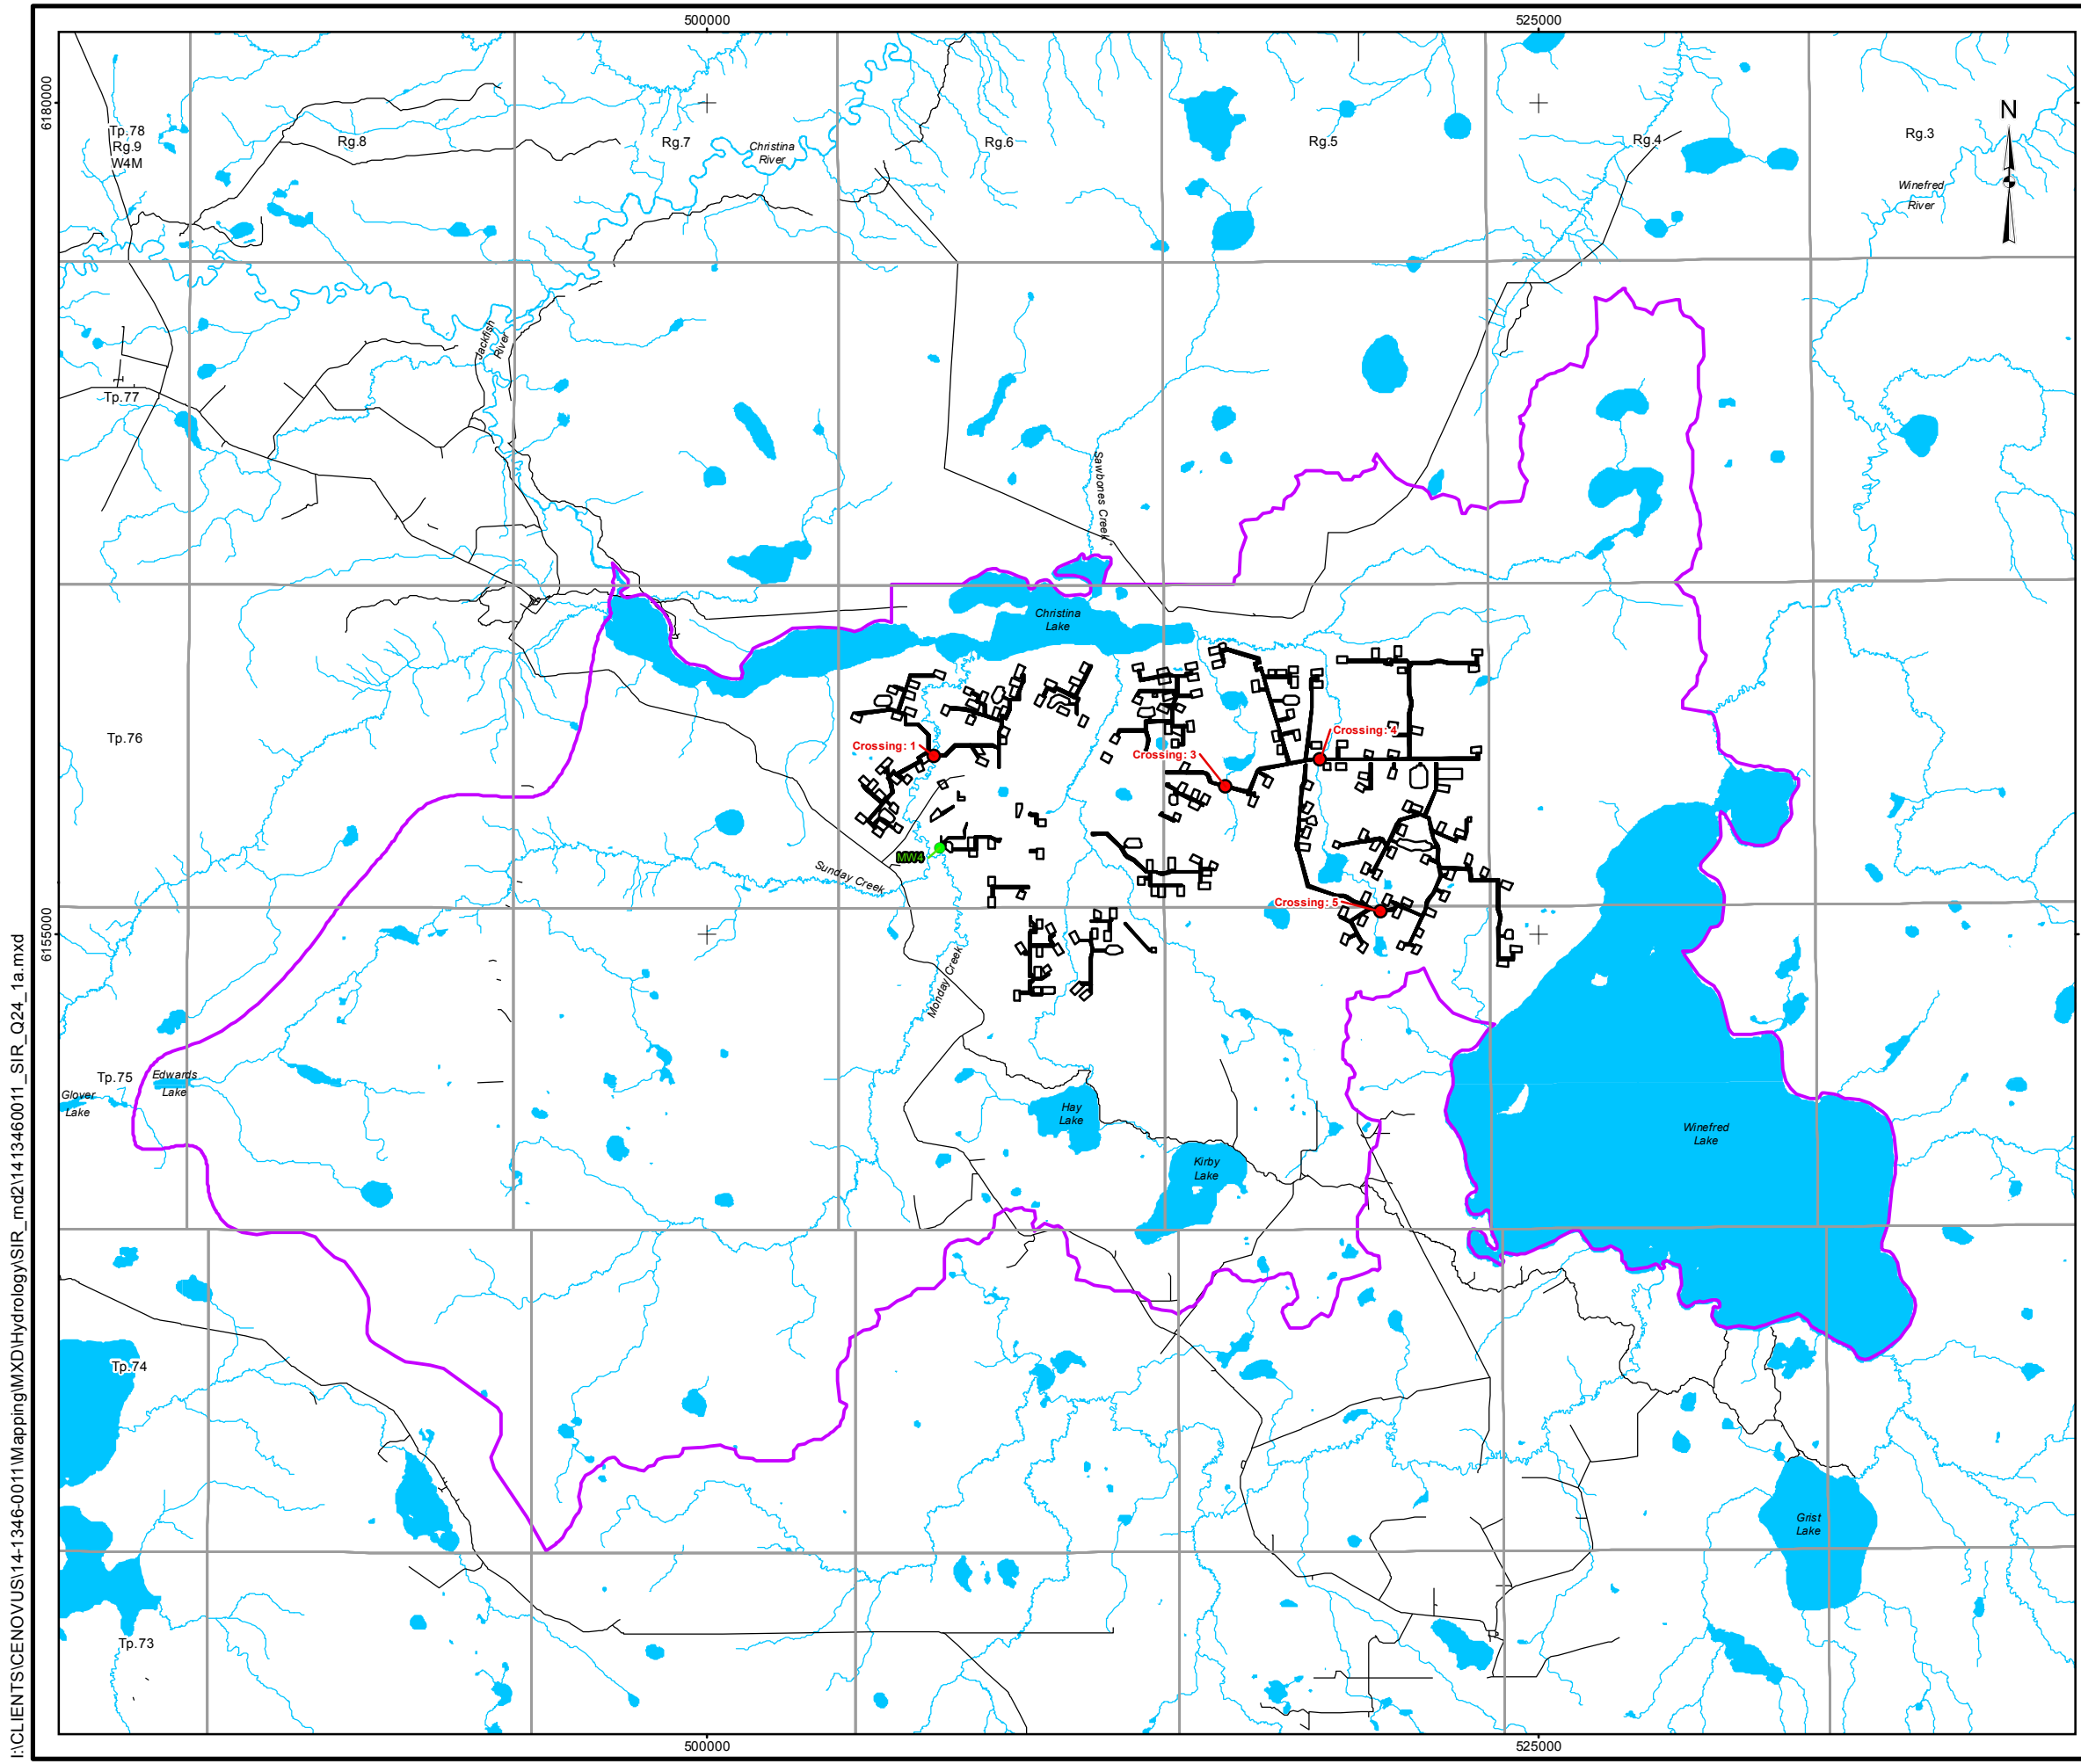 500000
525000
6180000
N
Tp.78
Rg.9
W4M
Rg.8
Rg.7
Christina
River
Rg.6
Rg.5
Rg.4
Rg.3
Winefred
River
Jackfish
River
Tp.77
Sawbones Creek
Christina
Lake
Tp.76
Crossing: 1
Crossing: 3
Crossing: 4
MW4
Sunday Creek
Crossing: 5
6155000
Monday Creek
Tp.75
Edwards
Lake
Glover
Lake
Hay
Lake
Kirby
Lake
Winefred
Lake
Tp.74
Grist
Lake
Tp.73
500000
525000
I:\CLIENTS\CENOVUS\14-1346-0011\Mapping\MXD\Hydrology\SIR_rnd2\1413460011_SIR_Q24_1a.mxd